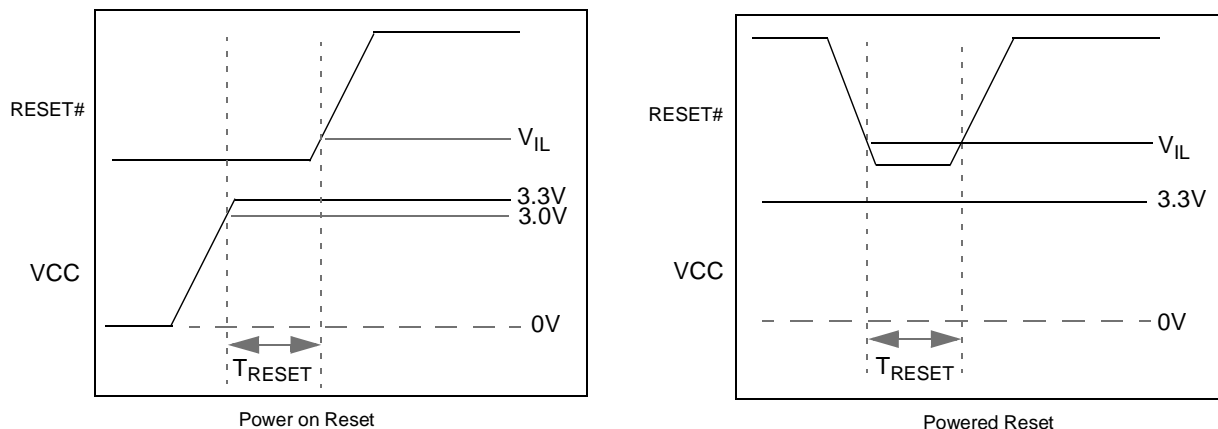 RESET#
VIL
3.3V
3.0V
VCC
0V
TRESET
Power on Reset
RESET#
VIL
3.3V
VCC
0V
TRESET
Powered Reset